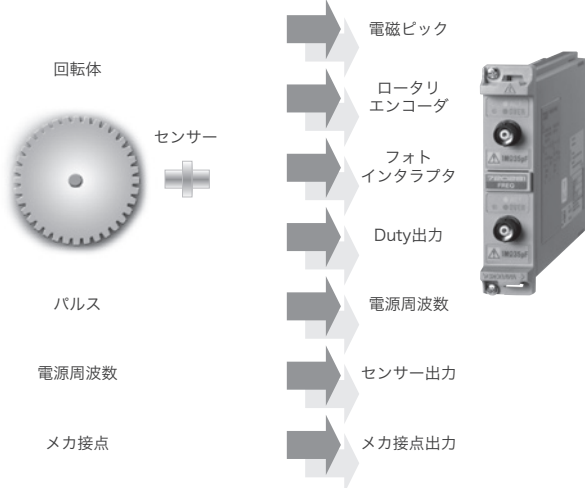 回転体
センサー
パルス
電源周波数
メカ接点
電磁ピック
ロータリ
エンコーダ
フォト
インタラプタ
Duty出力
電源周波数
センサー出力
メカ接点出力
FREQ
YOKOGAWA